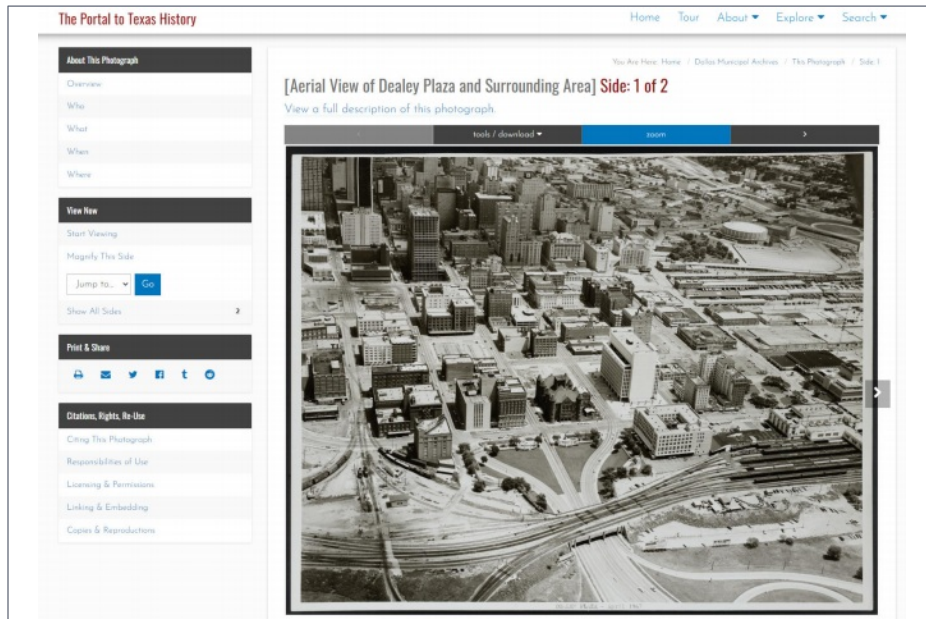 The Portal to Texas History
Home Tour About Explore Search
About This Photograph
Overview
Who
What
When
Where
View Now
Start Viewing
Magnify This Side
Jump to... Go
Show All Sides 2
Print & Share
Citations, Rights, Re-Use
Citing This Photograph
Responsibilities of Use
Licensing & Permissions
Linking & Embedding
Copies & Reproductions
You Are Here: Home / Dallas Municipal Archives / This Photograph / Side: 1
[Aerial View of Dealey Plaza and Surrounding Area] Side: 1 of 2
View a full description of this photograph.
tools / download zoom